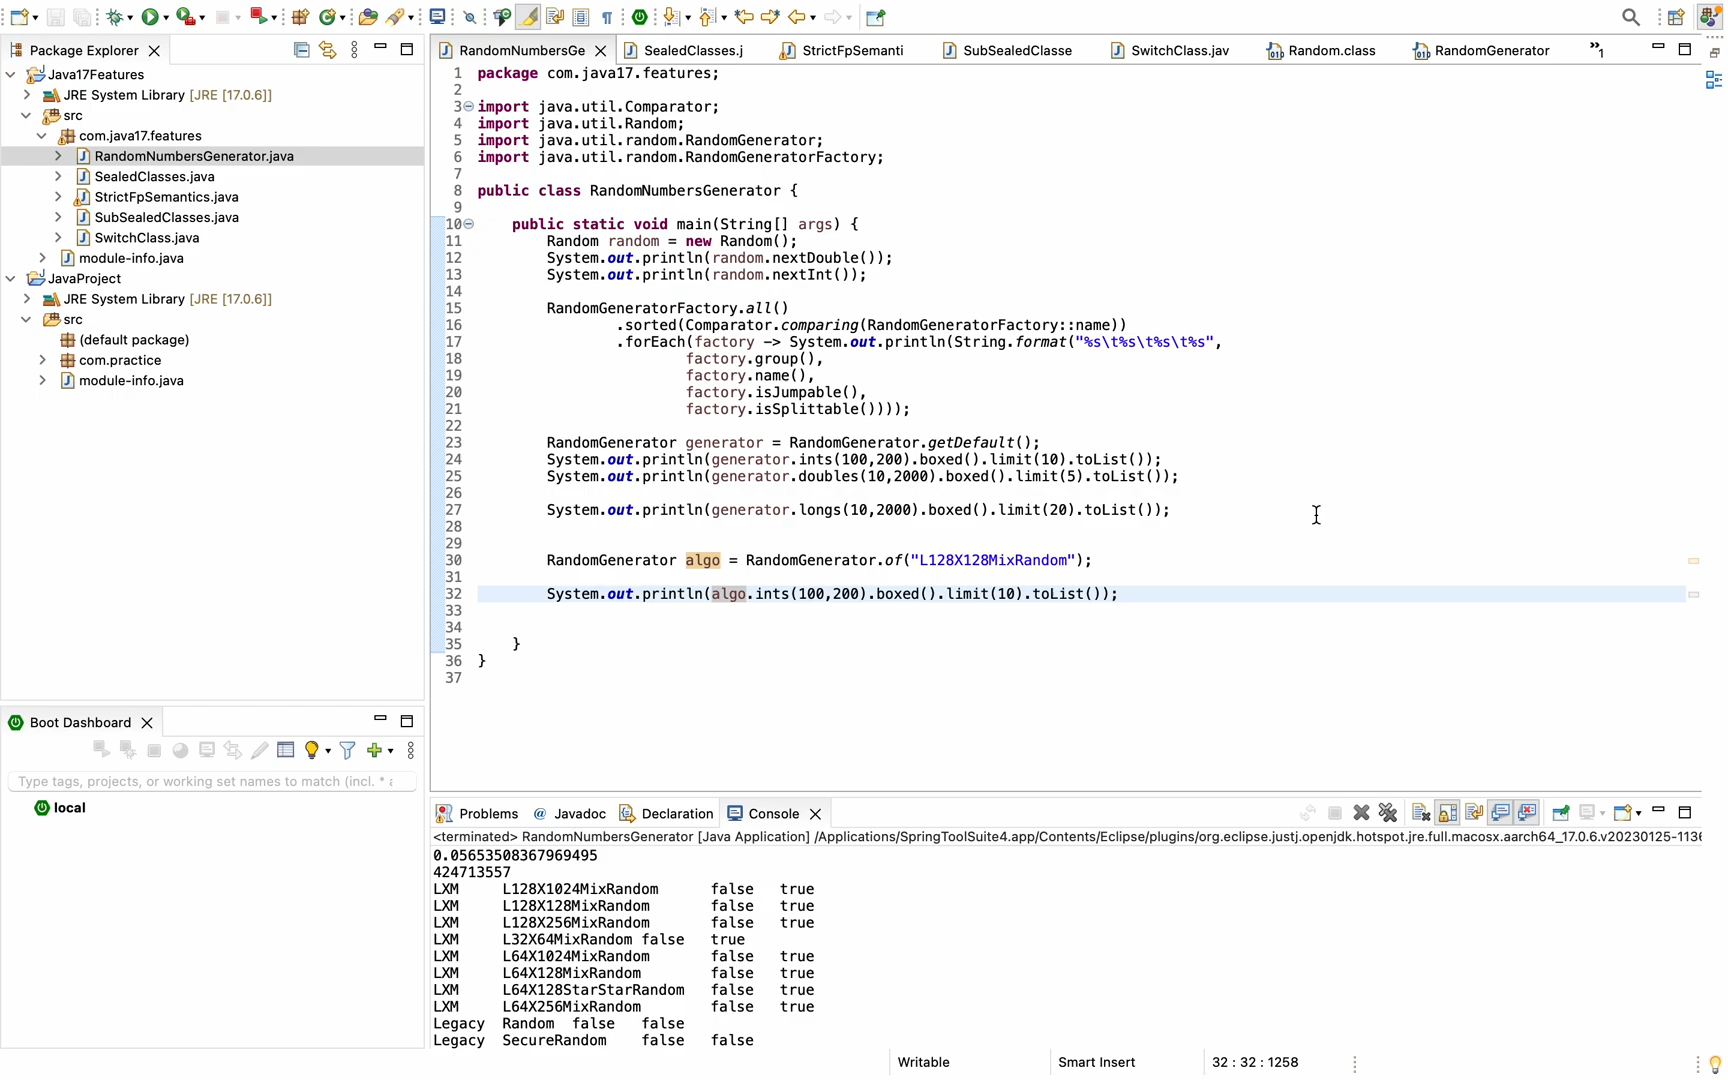 Package Explorer
Java17Features
JRE System Library [JRE [17.0.6]]
src
com.java17.features
RandomNumbersGenerator.java
SealedClasses.java
StrictFpSemantics.java
SubSealedClasses.java
SwitchClass.java
module-info.java
JavaProject
JRE System Library [JRE [17.0.6]]
src
(default package)
com.practice
module-info.java
Boot Dashboard
Type tags, projects, or working set names to match (incl. *
local
RandomNumbersGe
SealedClasses.j
StrictFpSemanti
SubSealedClasse
SwitchClass.jav
Random.class
RandomGenerator
»1
1 package com.java17.features;
2
3 import java.util.Comparator;
4 import java.util.Random;
5 import java.util.random.RandomGenerator;
6 import java.util.random.RandomGeneratorFactory;
7
8 public class RandomNumbersGenerator {
9
10 public static void main(String[] args) {
11 Random random = new Random();
12 System.out.println(random.nextDouble());
13 System.out.println(random.nextInt());
14
15 RandomGeneratorFactory.all()
16 .sorted(Comparator.comparing(RandomGeneratorFactory::name))
17 .forEach(factory -> System.out.println(String.format("%s\t%s\t%s\t%s",
18 factory.group(),
19 factory.name(),
20 factory.isJumpable(),
21 factory.isSplittable())));
22
23 RandomGenerator generator = RandomGenerator.getDefault();
24 System.out.println(generator.ints(100,200).boxed().limit(10).toList());
25 System.out.println(generator.doubles(10,2000).boxed().limit(5).toList());
26
27 System.out.println(generator.longs(10,2000).boxed().limit(20).toList());
28
29
30 RandomGenerator algo = RandomGenerator.of("L128X128MixRandom");
31
32 System.out.println(algo.ints(100,200).boxed().limit(10).toList());
33
34
35 }
36 }
37
Problems @ Javadoc Declaration Console
<terminated> RandomNumbersGenerator [Java Application] /Applications/SpringToolSuite4.app/Contents/Eclipse/plugins/org.eclipse.justj.openjdk.hotspot.jre.full.macosx.aarch64_17.0.6.v20230125-1136
0.05653508367969495
424713557
LXM L128X1024MixRandom false true
LXM L128X128MixRandom false true
LXM L128X256MixRandom false true
LXM L32X64MixRandom false true
LXM L64X1024MixRandom false true
LXM L64X128MixRandom false true
LXM L64X128StarStarRandom false true
LXM L64X256MixRandom false true
Legacy Random false false
Legacy SecureRandom false false
Writable
Smart Insert
32 : 32 : 1258